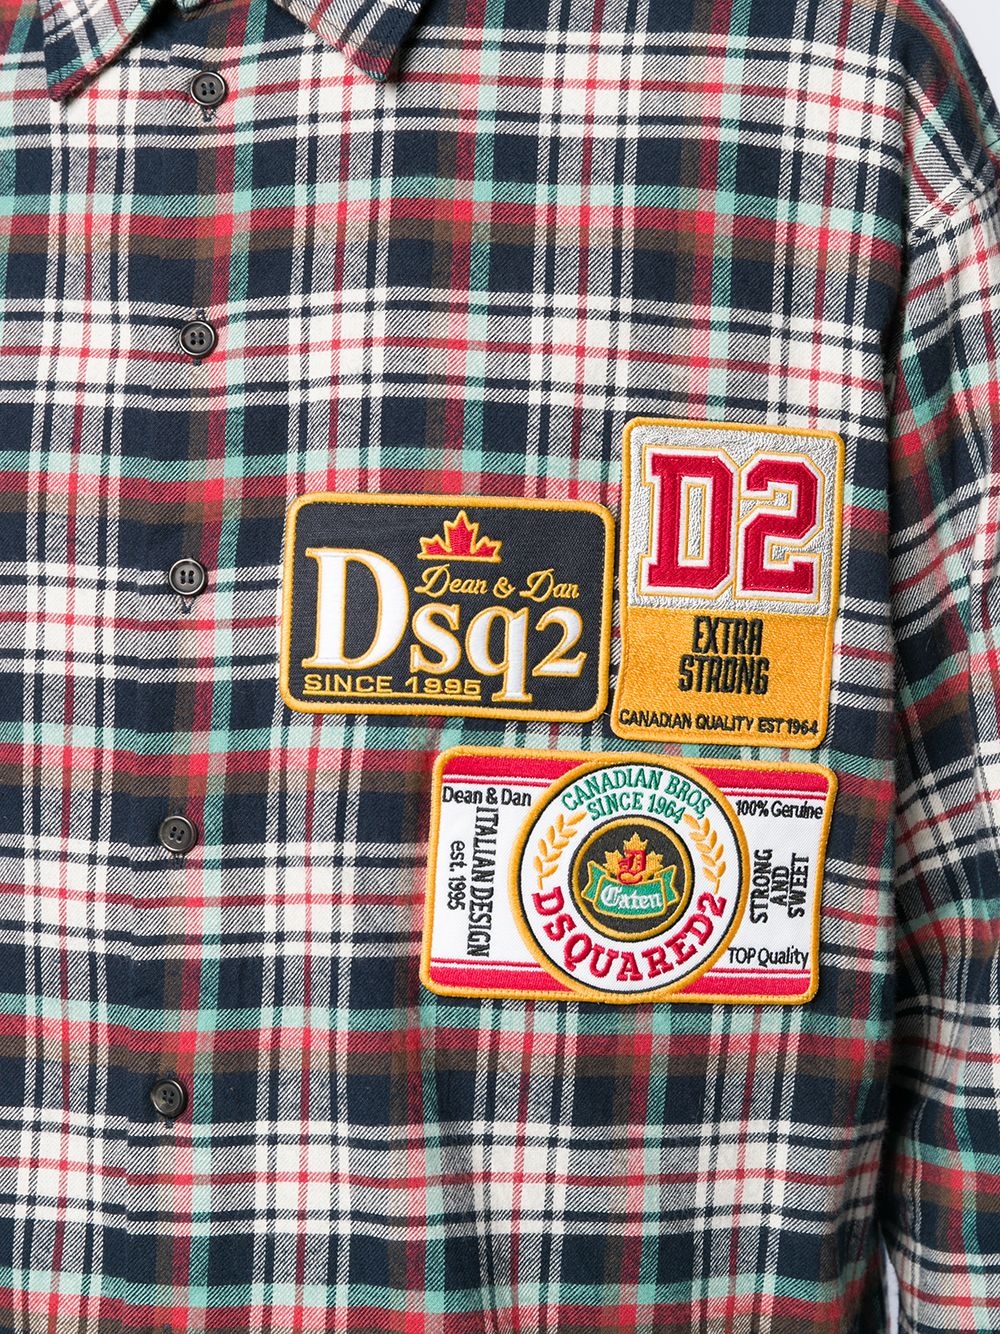 Dean & Dan
Dsq2
SINCE 1995
D2
EXTRA
STRONG
CANADIAN QUALITY EST 1964
Dean & Dan
ITALIAN DESIGN
est. 1995
CANADIAN BROS
SINCE 1964
D
Caten
DSQUARED2
100% Genuine
STRONG
AND
SWEET
TOP Quality